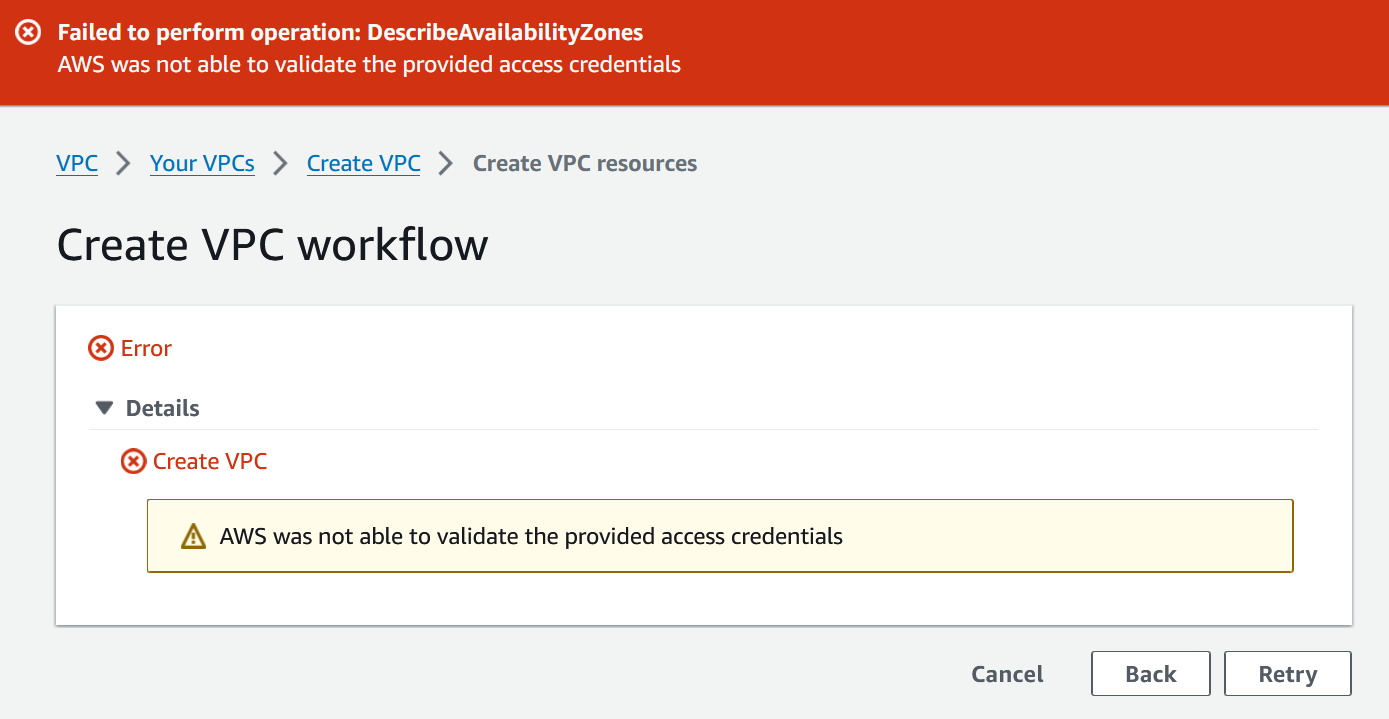 Failed to perform operation: DescribeAvailabilityZones
AWS was not able to validate the provided access credentials
VPC Your VPCs Create VPC Create VPC resources
Create VPC workflow
Error
Details
Create VPC
AWS was not able to validate the provided access credentials
Cancel Back Retry